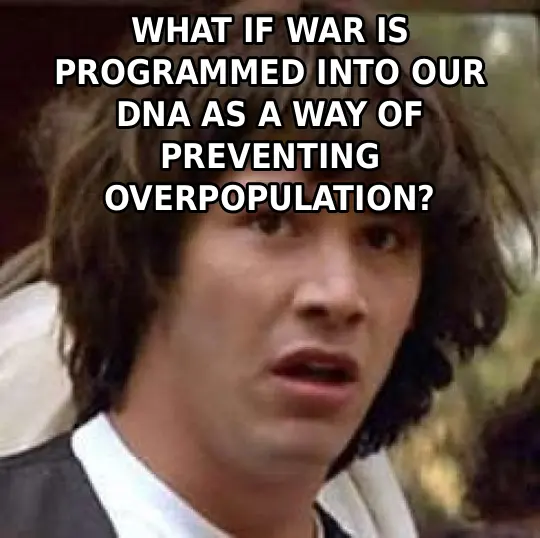 WHAT IF WAR IS
PROGRAMMED INTO OUR
DNA AS A WAY OF
PREVENTING
OVERPOPULATION?